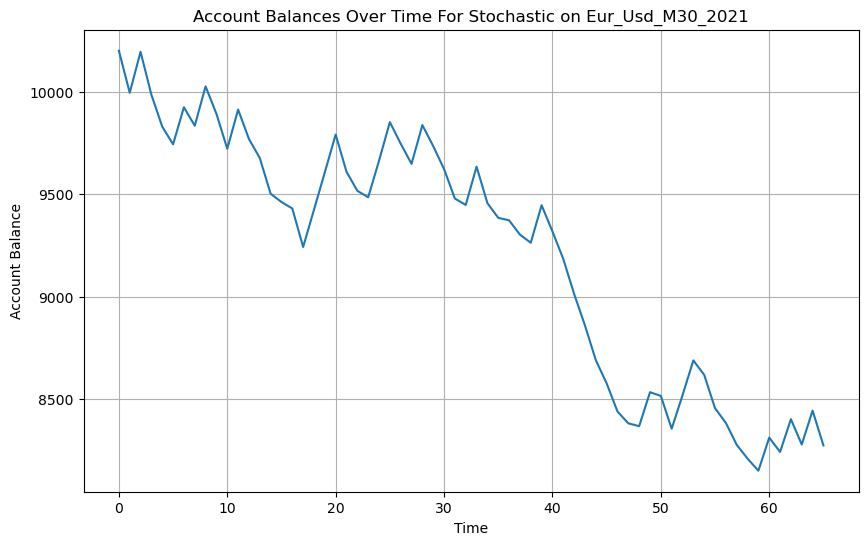 Account Balances Over Time For Stochastic on Eur_Usd_M30_2021
Account Balance
10000
9500
9000
8500
0 10 20 30 40 50 60
Time